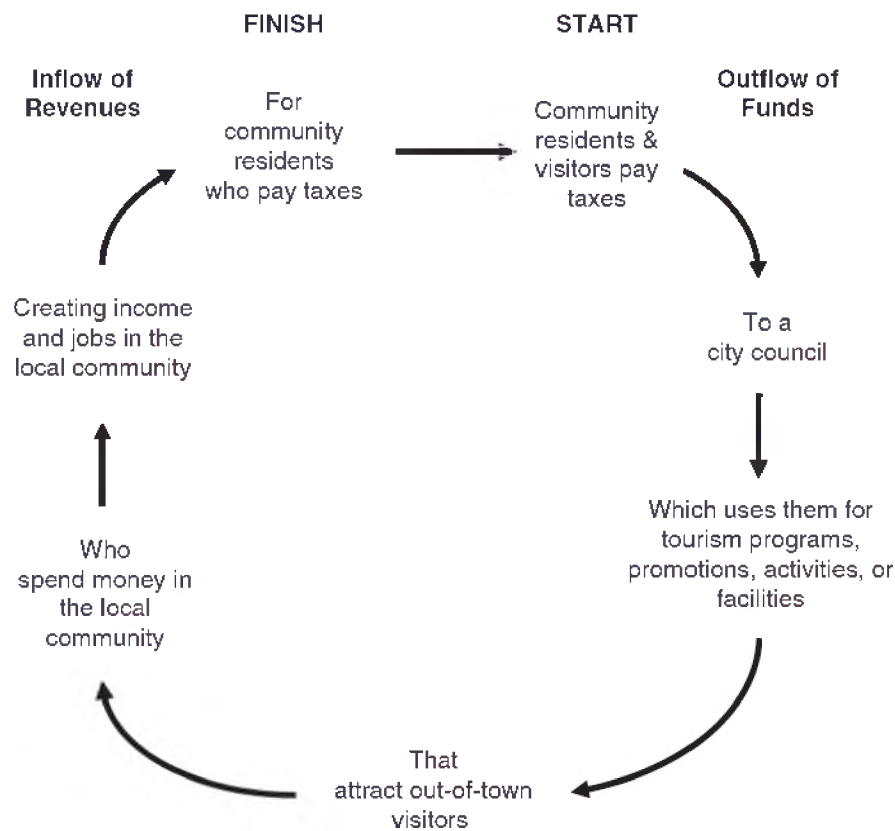 FINISH
START
Inflow of
Revenues
Outflow of
Funds
For
community
residents
who pay taxes
Community
residents &
visitors pay
taxes
To a
city council
Which uses them for
tourism programs,
promotions, activities, or
facilities
That
attract out-of-town
visitors
Who
spend money in
the local
community
Creating income
and jobs in the
local community